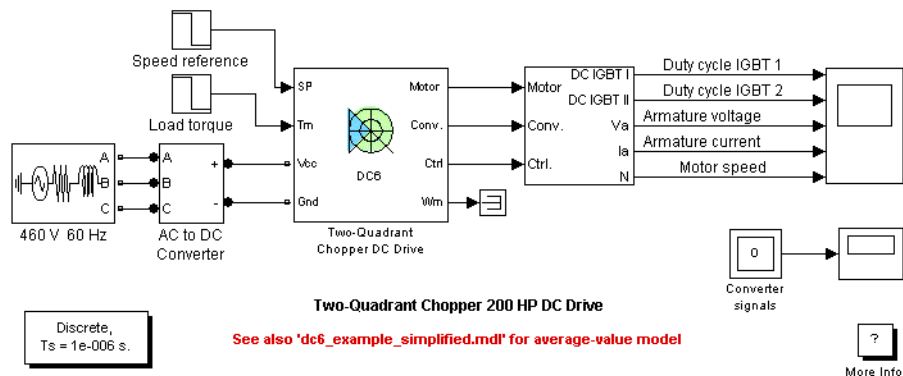 Speed reference
Load torque
A
B
C
460 V  60 Hz
A
B
C
+
-
AC to DC
Converter
SP
Tm
Vcc
Gnd
Motor
Conv.
Ctrl
Wm
DC6
Two-Quadrant
Chopper DC Drive
Motor
Conv.
Ctrl.
DC IGBT I
DC IGBT II
Va
Ia
N
Duty cycle IGBT 1
Duty cycle IGBT 2
Armature voltage
Armature current
Motor speed
0
Converter
signals
Two-Quadrant Chopper 200 HP DC Drive
See also 'dc6_example_simplified.mdl' for average-value model
Discrete,
Ts = 1e-006 s.
?
More Info